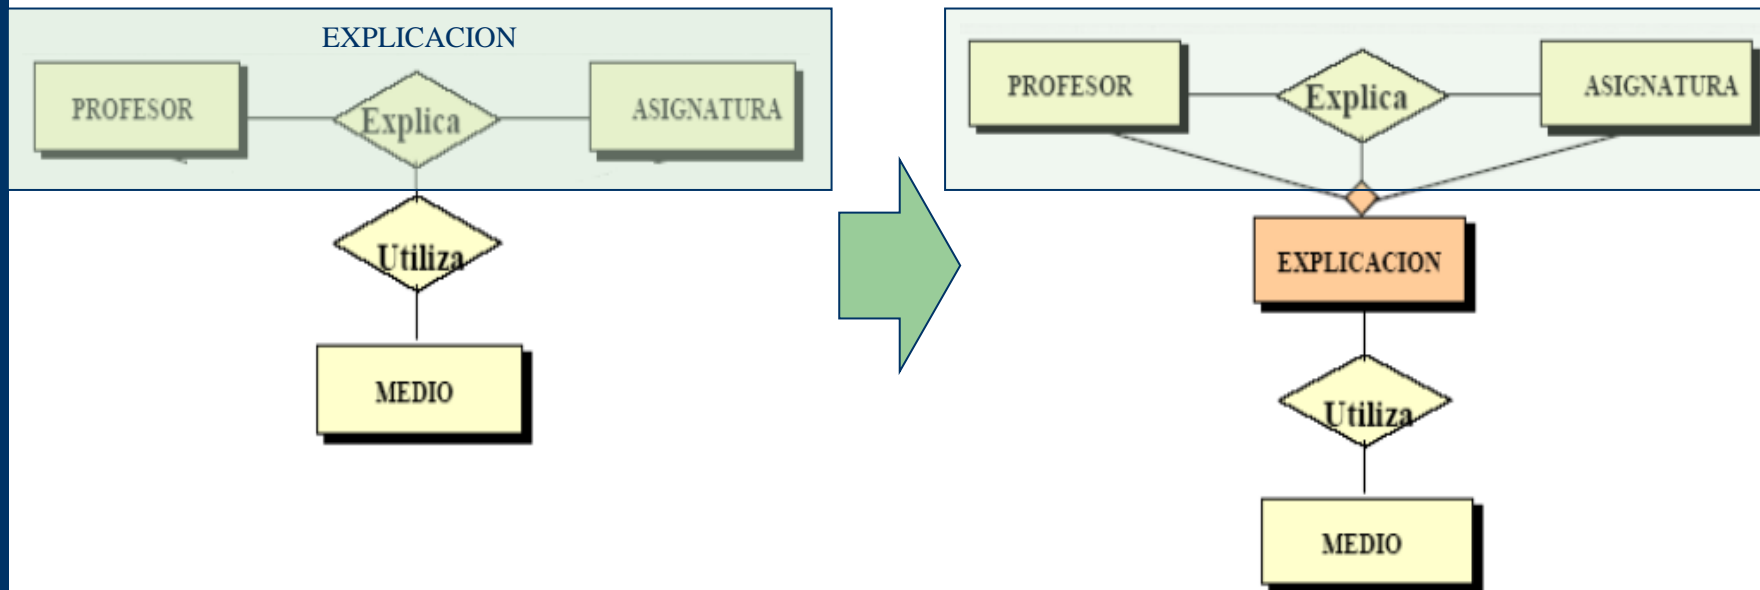 EXPLICACION
PROFESOR
Explica
ASIGNATURA
Utiliza
MEDIO
PROFESOR
Explica
ASIGNATURA
EXPLICACION
Utiliza
MEDIO